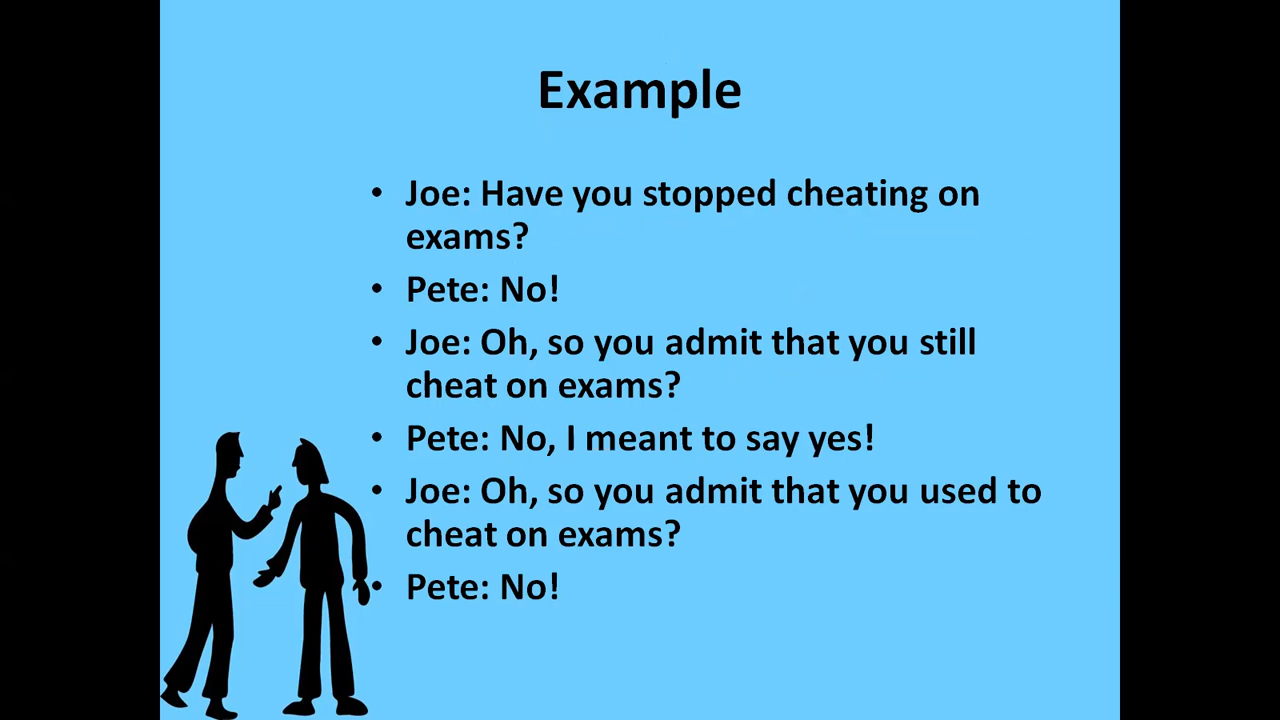 Example
• Joe: Have you stopped cheating on
exams?
• Pete: No!
• Joe: Oh, so you admit that you still
cheat on exams?
• Pete: No, I meant to say yes!
• Joe: Oh, so you admit that you used to
cheat on exams?
• Pete: No!